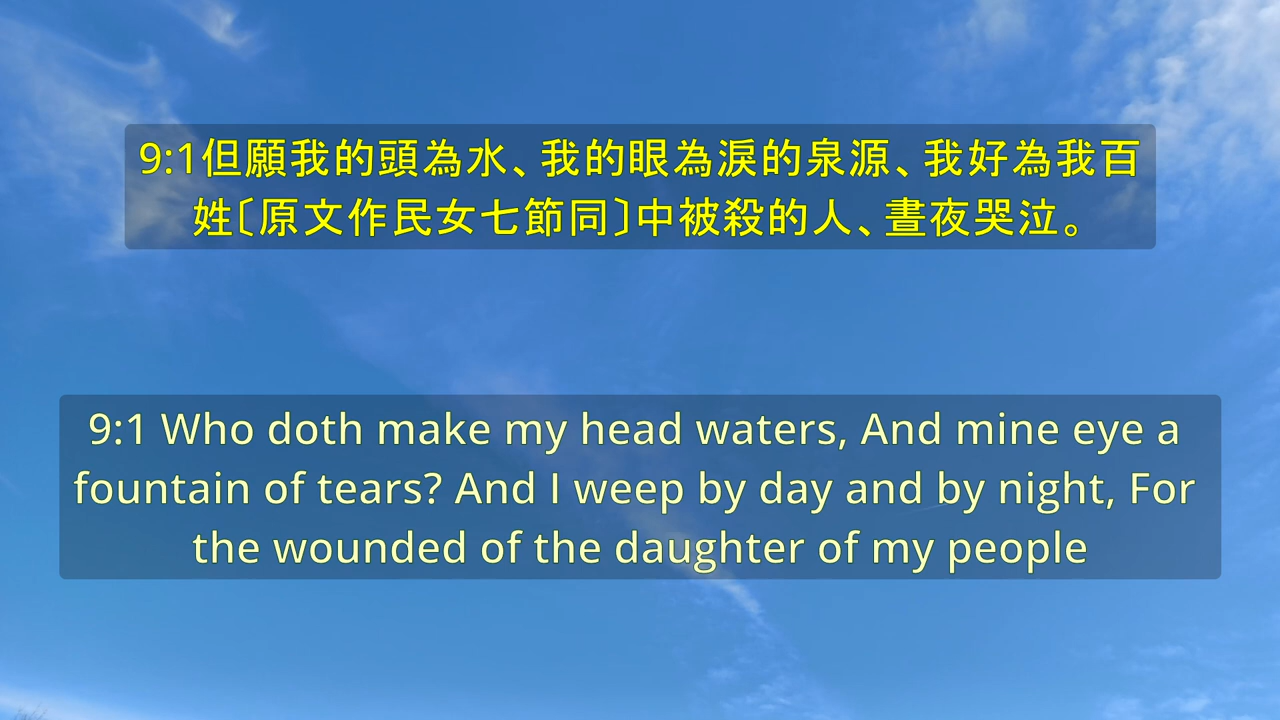 9:1但願我的頭為水、我的眼為淚的泉源、我好為我百
姓〔原文作民女七節同〕中被殺的人、晝夜哭泣。
9:1 Who doth make my head waters, And mine eye a
fountain of tears? And I weep by day and by night, For
the wounded of the daughter of my people